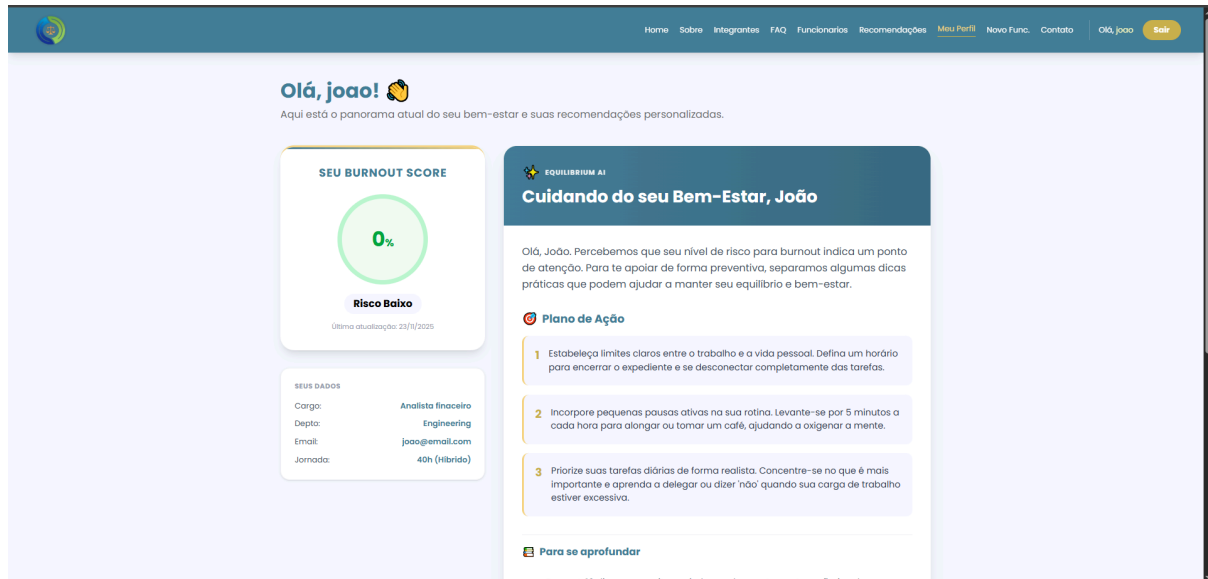 Home Sobre Integrantes FAQ Funcionarios Recomendações Meu Perfil Novo Func. Contato Olá, joao Sair
Olá, joao!
Aqui está o panorama atual do seu bem-estar e suas recomendações personalizadas.
SEU BURNOUT SCORE
0%
Risco Baixo
Última atualização: 23/11/2025
SEUS DADOS
Cargo: Analista finaceiro
Depto: Engineering
Email: joao@email.com
Jornada: 40h (Híbrido)
EQUILIBRIUM AI
Cuidando do seu Bem-Estar, João
Olá, João. Percebemos que seu nível de risco para burnout indica um ponto
de atenção. Para te apoiar de forma preventiva, separamos algumas dicas
práticas que podem ajudar a manter seu equilíbrio e bem-estar.
Plano de Ação
1 Estabeleça limites claros entre o trabalho e a vida pessoal. Defina um horário
para encerrar o expediente e se desconectar completamente das tarefas.
2 Incorpore pequenas pausas ativas na sua rotina. Levante-se por 5 minutos a
cada hora para alongar ou tomar um café, ajudando a oxigenar a mente.
3 Priorize suas tarefas diárias de forma realista. Concentre-se no que é mais
importante e aprenda a delegar ou dizer 'não' quando sua carga de trabalho
estiver excessiva.
Para se aprofundar